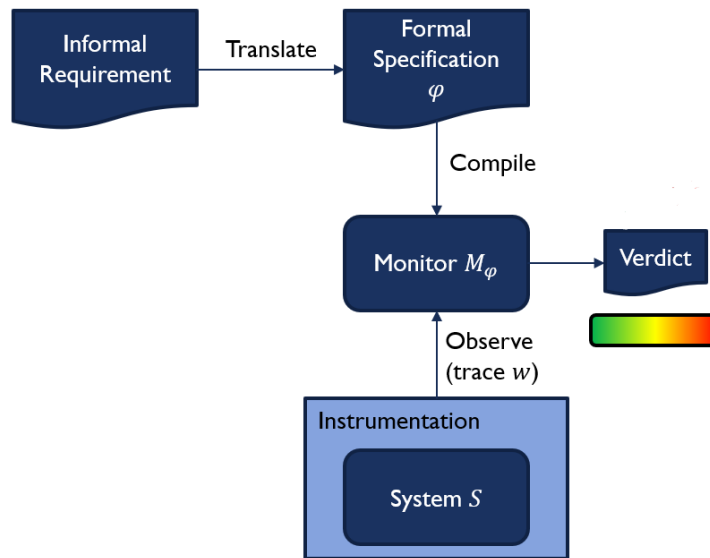 Informal
Requirement
Translate
Formal
Specification
φ
Compile
Monitor M_φ
Verdict
Observe
(trace w)
Instrumentation
System S